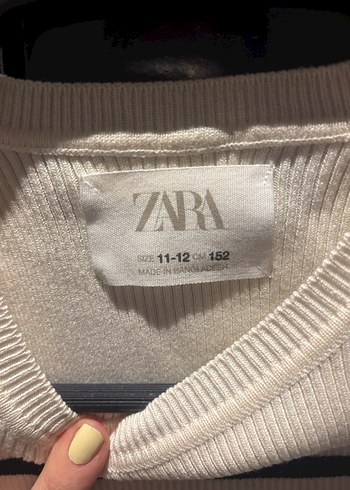 ZARA
SIZE 11-12 CM 152
MADE IN BANGLADESH